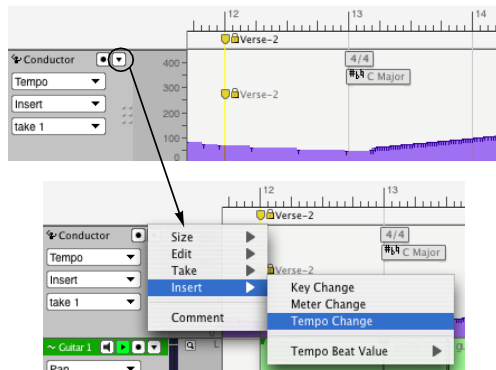 12 13 14
Verse-2
Conductor
4/4
400
C Major
Tempo
300
Insert
Verse-2
200
take 1
100
0
12 13
Verse-2
Conductor
Size
4/4
Edit
C Major
Tempo
Take
Verse-2
Insert
Insert
Key Change
take 1
Meter Change
Comment
Tempo Change
Guitar 1
L
Tempo Beat Value
g.
Pan